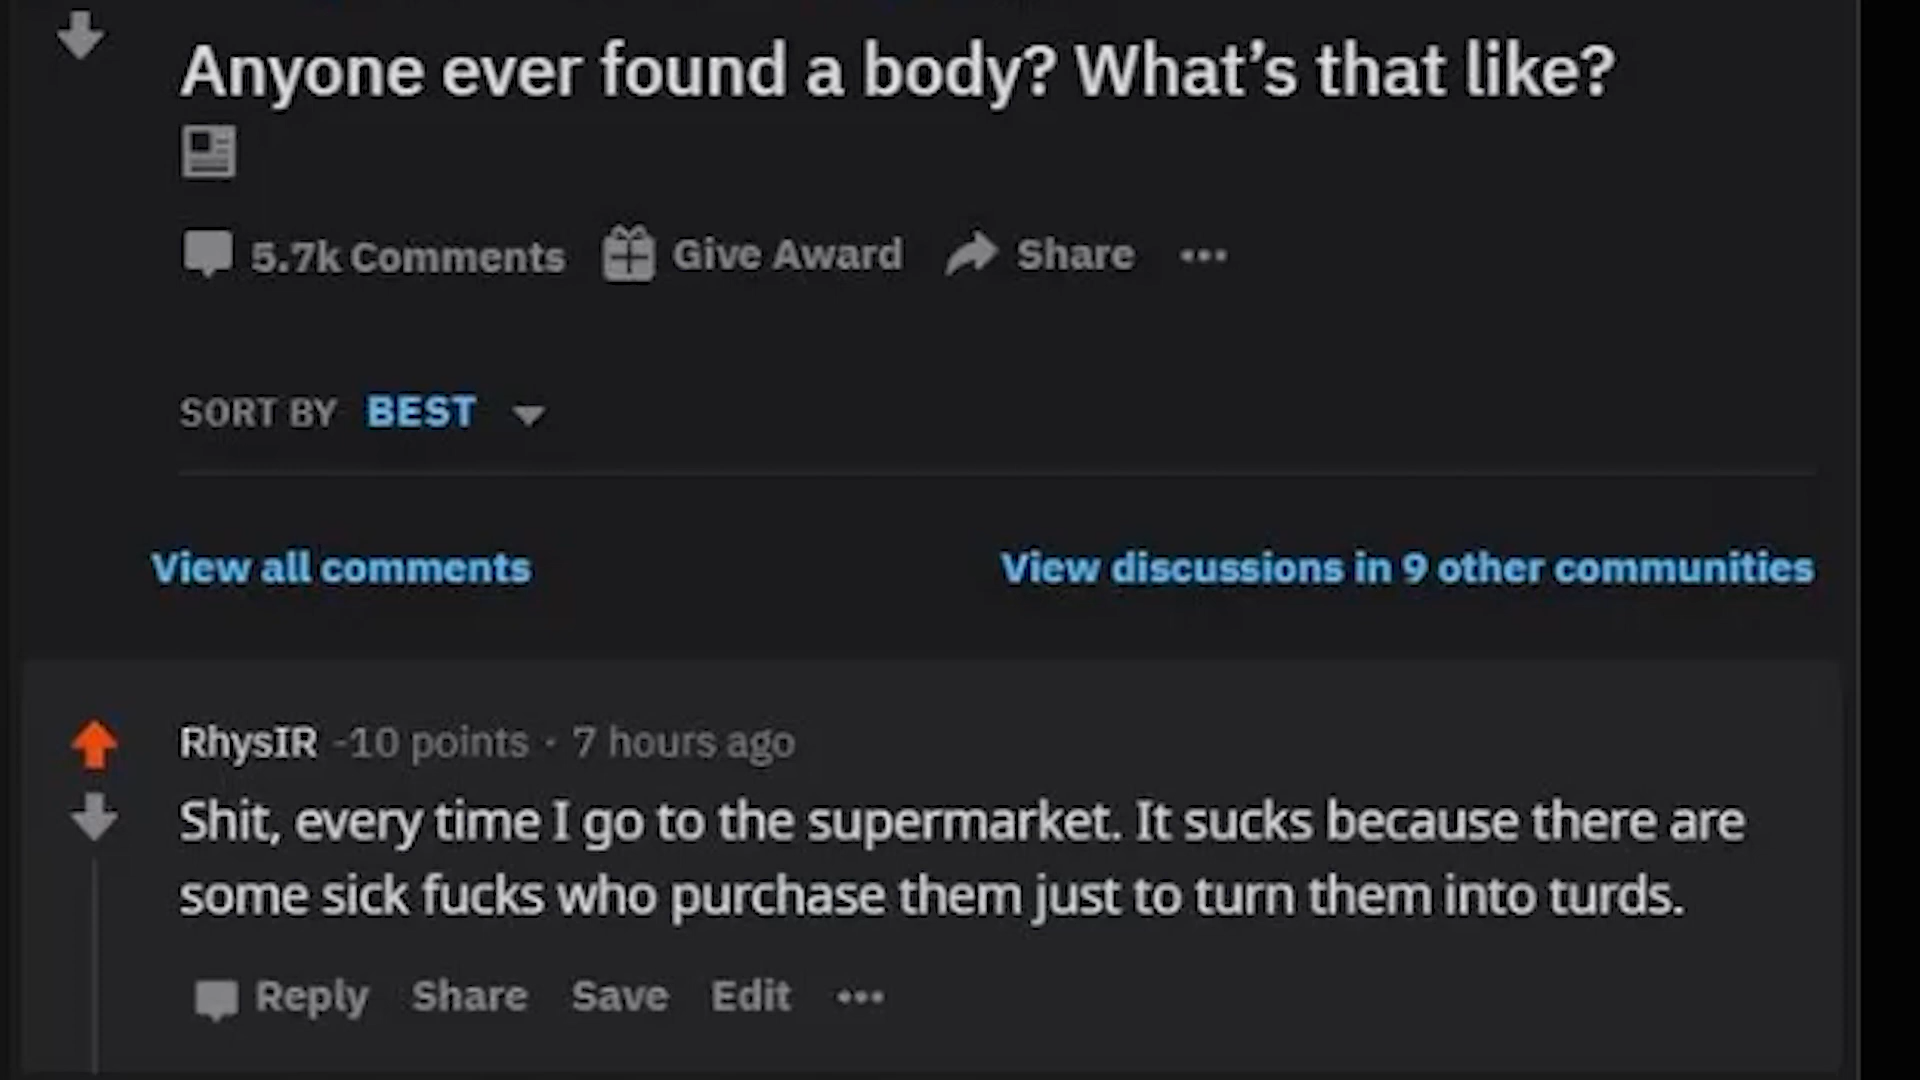 Anyone ever found a body? What’s that like?
5.7k Comments Give Award Share ...
SORT BY BEST
View all comments View discussions in 9 other communities
RhysIR -10 points · 7 hours ago
Shit, every time I go to the supermarket. It sucks because there are
some sick fucks who purchase them just to turn them into turds.
Reply Share Save Edit ...